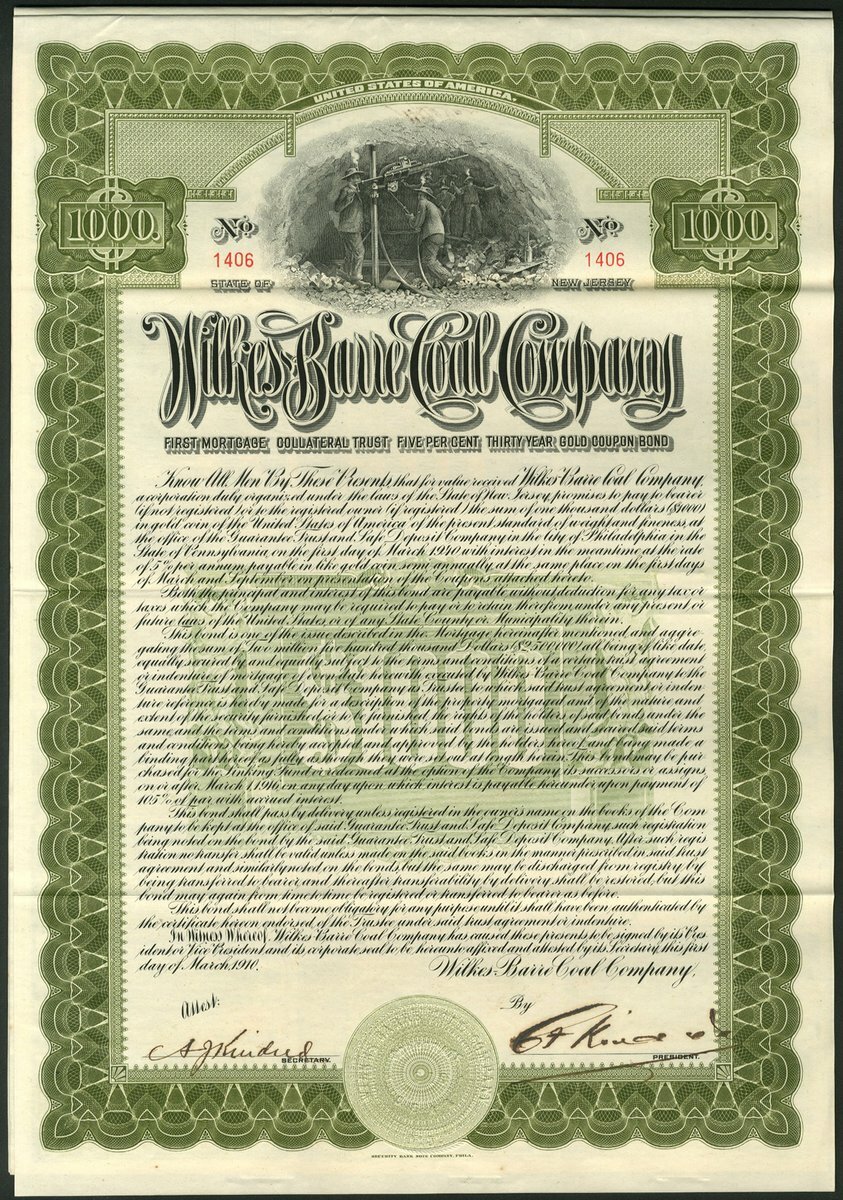 UNITED STATES OF AMERICA.
1000. 1000.
No No
1406 1406
STATE OF NEW JERSEY
Wilkes Barre Coal Company
FIRST MORTGAGE COLLATERAL TRUST FIVE PER CENT THIRTY YEAR GOLD COUPON BOND
Know All Men By These Presents, that for value received Wilkes Barre Coal Company,
a corporation duly organized under the laws of the State of New Jersey, promises to pay to bearer
(if not registered) or to the registered owner (if registered) the sum of one thousand dollars ($1000)
in gold coin of the United States of America of the present standard of weight and fineness, at
the office of the Guarantee Trust and Safe Deposit Company in the City of Philadelphia in the
State of Pennsylvania, on the first day of March 1940 with interest in the meantime at the rate
of 5% per annum, payable in like gold coin semi annually, at the same place on the first days
of March and September on presentation of the coupons attached hereto.
Both the principal and interest of this bond are payable without deduction for any tax or
taxes which the Company may be required to pay or to retain therefrom under any present or
future laws of the United States or of any State County or Municipality therein.
This bond is one of the issue described in the Mortgage hereinafter mentioned and aggre-
gating the sum of Two million five hundred thousand Dollars ($2,500,000) all being of like date,
equally secured by and equally subject to the terms and conditions of a certain trust agreement
or indenture of mortgage of even date herewith executed by Wilkes Barre Coal Company to the
Guarantee Trust and Safe Deposit Company as Trustee to which said trust agreement or inden-
ture reference is hereby made for a description of the property mortgaged and the nature and
extent of the security furnished or to be furnished, the rights of the holders of said bonds under the
same and the terms and conditions upon which said bonds are issued and secured said terms
and conditions being hereby accepted and approved by the holders hereof and being made a
binding part hereof as fully as though they were set out at length herein. This bond may be pur-
chased for the Sinking Fund or redeemed at the option of the Company, its successors or assigns,
on or after March 1, 1916, on any day upon which interest is payable hereunder upon payment of
105% of par with accrued interest.
This bond shall pass by delivery unless registered in the owner's name on the books of the Com-
pany to be kept at the office of said Guarantee Trust and Safe Deposit Company, such registration
being noted on the bond by the said Guarantee Trust and Safe Deposit Company. After such regis-
tration no transfer shall be valid unless made on the said books in the manner prescribed in said trust
agreement and similarly noted on the bonds, but the same may be discharged from registry by
being transferred to bearer, and thereafter transferability by delivery shall be restored, but this
bond may again from time to time be registered or transferred to bearer as before.
This bond shall not become obligatory for any purpose until it shall have been authenticated by
the certificate hereon endorsed of the Trustee under said trust agreement or indenture.
In Witness Whereof, Wilkes Barre Coal Company has caused these presents to be signed by its Pres-
ident or Vice President and its corporate seal to be hereunto affixed and attested by its Secretary, this first
day of March, 1910.
Wilkes Barre Coal Company,
Attest:
By
A J Kindred
SECRETARY.
PRESIDENT.
SECURITY BANK NOTE COMPANY, PHILA.